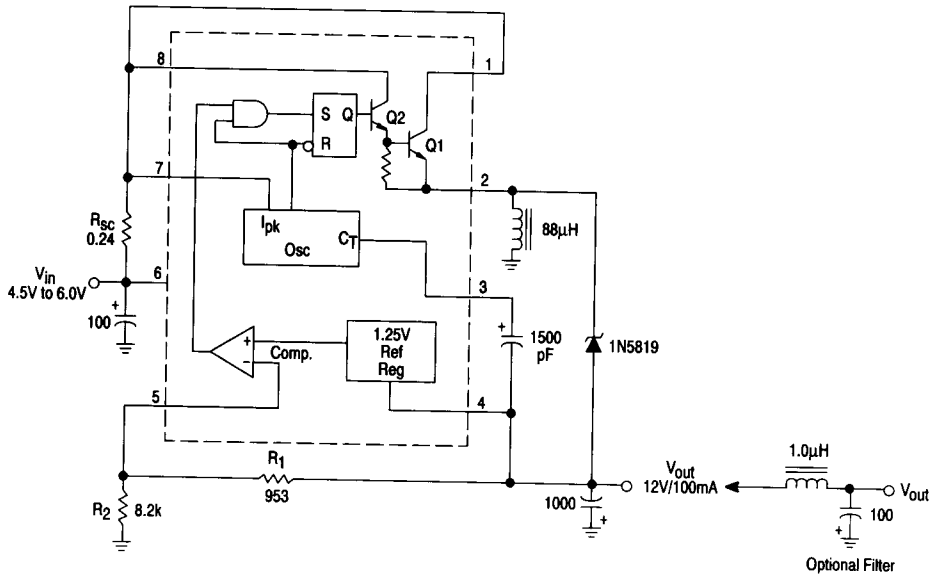 8
1
S Q
Q2
R
Q1
7
2
Rsc
0.24
Ipk
Osc
CT
88µH
Vin
4.5V to 6.0V
6
3
+
100
+
1500
pF
1N5819
+
−
Comp.
1.25V
Ref
Reg
5
4
R1
953
R2
8.2k
1000
+
Vout
12V/100mA
1.0µH
Vout
100
+
Optional Filter